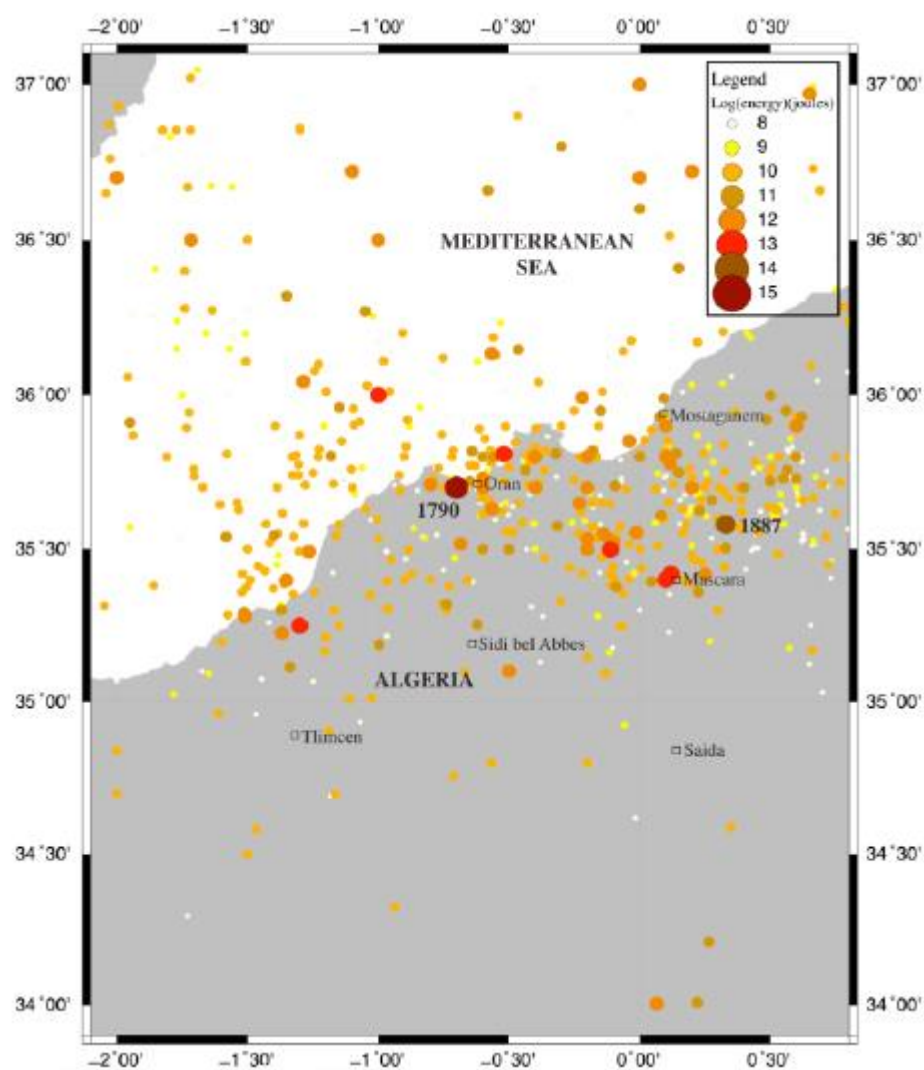 −2°00' −1°30' −1°00' −0°30' 0°00' 0°30'
37°00' 37°00'
Legend
Log(energy)(joules)
8
9
10
11
12
13
14
15
36°30' 36°30'
MEDITERRANEAN
SEA
36°00' 36°00'
Mostaganem
Oran
1790
1887
35°30' 35°30'
Mascara
Sidi bel Abbes
ALGERIA
35°00' 35°00'
Tlimcen
Saida
34°30' 34°30'
34°00' 34°00'
−2°00' −1°30' −1°00' −0°30' 0°00' 0°30'